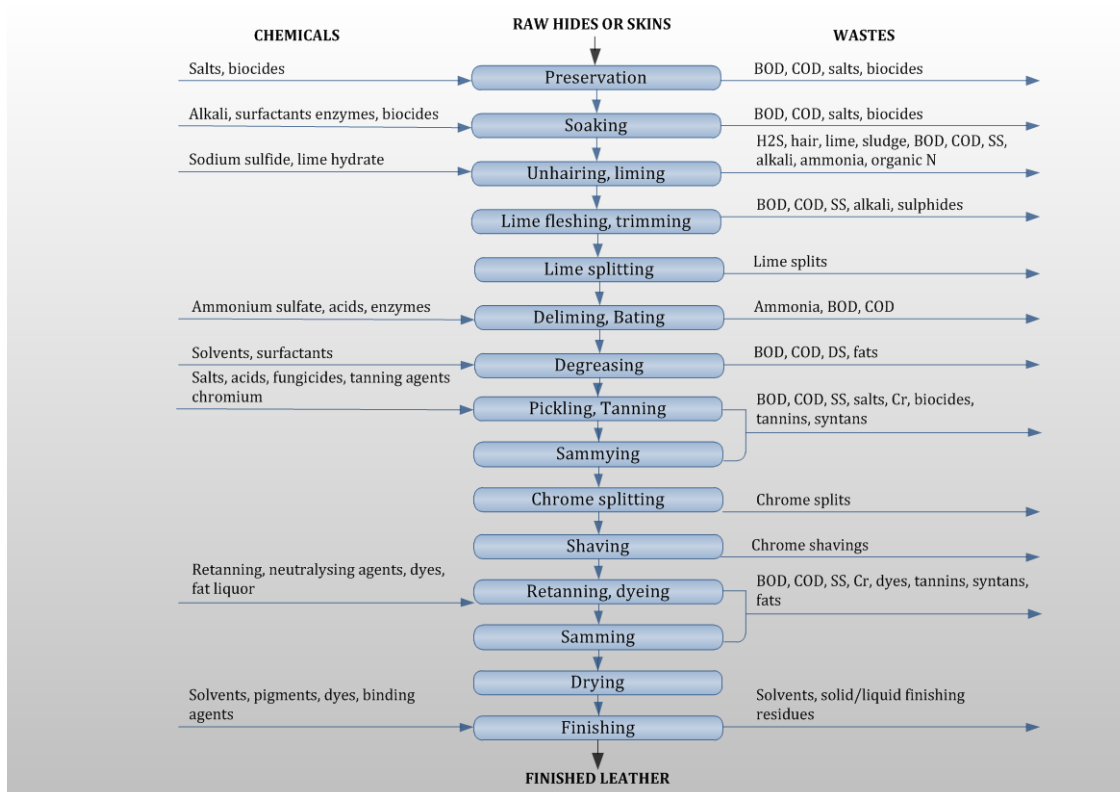 RAW HIDES OR SKINS
CHEMICALS
WASTES
Salts, biocides
Preservation
BOD, COD, salts, biocides
Alkali, surfactants enzymes, biocides
Soaking
BOD, COD, salts, biocides
Sodium sulfide, lime hydrate
Unhairing, liming
H2S, hair, lime, sludge, BOD, COD, SS,
alkali, ammonia, organic N
Lime fleshing, trimming
BOD, COD, SS, alkali, sulphides
Lime splitting
Lime splits
Ammonium sulfate, acids, enzymes
Deliming, Bating
Ammonia, BOD, COD
Solvents, surfactants
Degreasing
BOD, COD, DS, fats
Salts, acids, fungicides, tanning agents
chromium
Pickling, Tanning
BOD, COD, SS, salts, Cr, biocides,
tannins, syntans
Sammying
Chrome splitting
Chrome splits
Shaving
Chrome shavings
Retanning, neutralysing agents, dyes,
fat liquor
Retanning, dyeing
BOD, COD, SS, Cr, dyes, tannins, syntans,
fats
Samming
Drying
Solvents, pigments, dyes, binding
agents
Finishing
Solvents, solid/liquid finishing
residues
FINISHED LEATHER